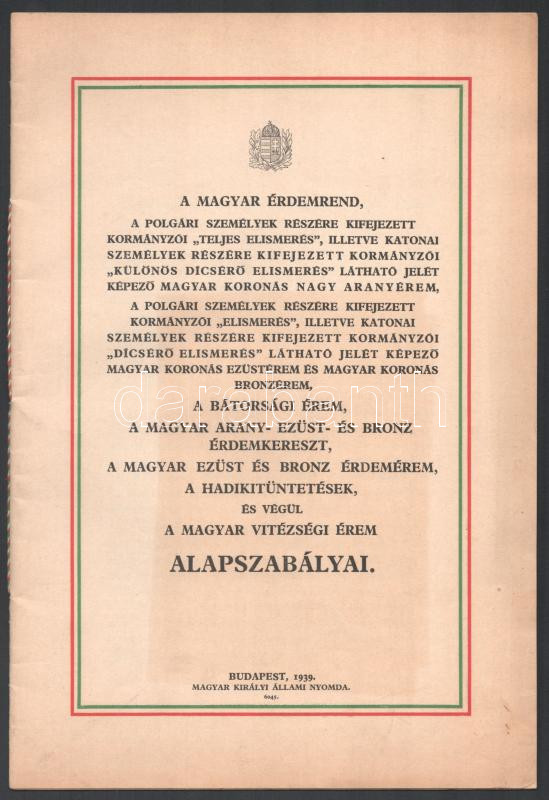 A MAGYAR ÉRDEMREND,
A POLGÁRI SZEMÉLYEK RÉSZÉRE KIFEJEZETT
KORMÁNYZÓI „TELJES ELISMERÉS", ILLETVE KATONAI
SZEMÉLYEK RÉSZÉRE KIFEJEZETT KORMÁNYZÓI
„KÜLÖNÖS DÍCSÉRŐ ELISMERÉS" LÁTHATÓ JELÉT
KÉPEZŐ MAGYAR KORONÁS NAGY ARANYÉREM,
A POLGÁRI SZEMÉLYEK RÉSZÉRE KIFEJEZETT
KORMÁNYZÓI „ELISMERÉS", ILLETVE KATONAI
SZEMÉLYEK RÉSZÉRE KIFEJEZETT KORMÁNYZÓI
„DÍCSÉRŐ ELISMERÉS" LÁTHATÓ JELÉT KÉPEZŐ
MAGYAR KORONÁS EZÜSTÉREM ÉS MAGYAR KORONÁS
BRONZÉREM,
A BÁTORSÁGI ÉREM,
darabanth
A MAGYAR ARANY- EZÜST- ÉS BRONZ
ÉRDEMKERESZT,
A MAGYAR EZÜST ÉS BRONZ ÉRDEMÉREM,
A HADIKITÜNTETÉSEK,
ÉS VÉGÜL
A MAGYAR VITÉZSÉGI ÉREM
ALAPSZABÁLYAI.
BUDAPEST, 1939.
MAGYAR KIRÁLYI ÁLLAMI NYOMDA.
6045.